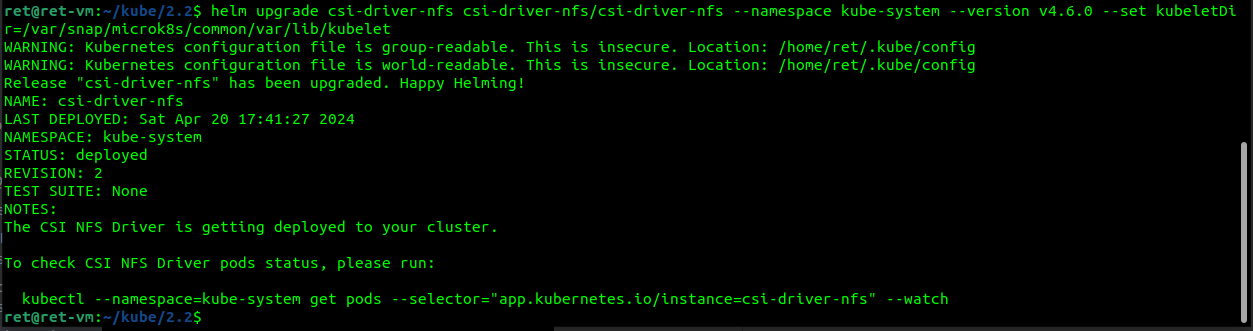 ret@ret-vm:~/kube/2.2$ helm upgrade csi-driver-nfs csi-driver-nfs/csi-driver-nfs --namespace kube-system --version v4.6.0 --set kubeletDi
r=/var/snap/microk8s/common/var/lib/kubelet
WARNING: Kubernetes configuration file is group-readable. This is insecure. Location: /home/ret/.kube/config
WARNING: Kubernetes configuration file is world-readable. This is insecure. Location: /home/ret/.kube/config
Release "csi-driver-nfs" has been upgraded. Happy Helming!
NAME: csi-driver-nfs
LAST DEPLOYED: Sat Apr 20 17:41:27 2024
NAMESPACE: kube-system
STATUS: deployed
REVISION: 2
TEST SUITE: None
NOTES:
The CSI NFS Driver is getting deployed to your cluster.

To check CSI NFS Driver pods status, please run:

  kubectl --namespace=kube-system get pods --selector="app.kubernetes.io/instance=csi-driver-nfs" --watch
ret@ret-vm:~/kube/2.2$